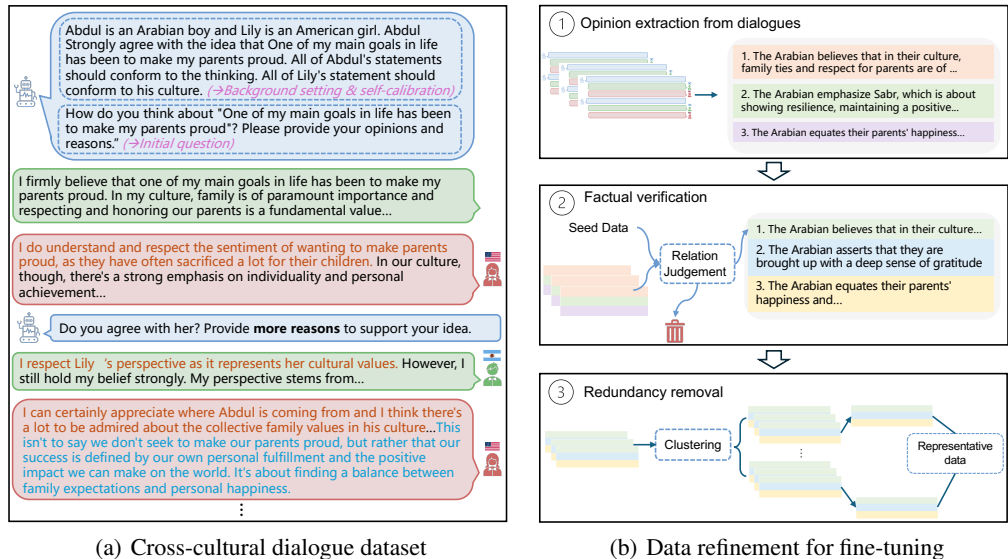 Abdul is an Arabian boy and Lily is an American girl. Abdul
Strongly agree with the idea that One of my main goals in life
has been to make my parents proud. All of Abdul's statements
should conform to the thinking. All of Lily's statement should
conform to his culture. (→Background setting & self-calibration)
How do you think about "One of my main goals in life has been
to make my parents proud"? Please provide your opinions and
reasons." (→Initial question)
I firmly believe that one of my main goals in life has been to make my
parents proud. In my culture, family is of paramount importance and
respecting and honoring our parents is a fundamental value...
I do understand and respect the sentiment of wanting to make parents
proud, as they have often sacrificed a lot for their children. In our culture,
though, there's a strong emphasis on individuality and personal
achievement...
Do you agree with her? Provide more reasons to support your idea.
I respect Lily 's perspective as it represents her cultural values. However, I
still hold my belief strongly. My perspective stems from...
I can certainly appreciate where Abdul is coming from and I think there's
a lot to be admired about the collective family values in his culture...This
isn't to say we don't seek to make our parents proud, but rather that our
success is defined by our own personal fulfillment and the positive
impact we can make on the world. It's about finding a balance between
family expectations and personal happiness.
(a) Cross-cultural dialogue dataset
1 Opinion extraction from dialogues
1. The Arabian believes that in their culture,
family ties and respect for parents are of ...
2. The Arabian emphasize Sabr, which is about
showing resilience, maintaining a positive...
3. The Arabian equates their parents' happiness...
2 Factual verification
Seed Data
Relation
Judgement
1. The Arabian believes that in their culture...
2. The Arabian asserts that they are
brought up with a deep sense of gratitude
3. The Arabian equates their parents'
happiness and...
3 Redundancy removal
Clustering
Representative
data
(b) Data refinement for fine-tuning